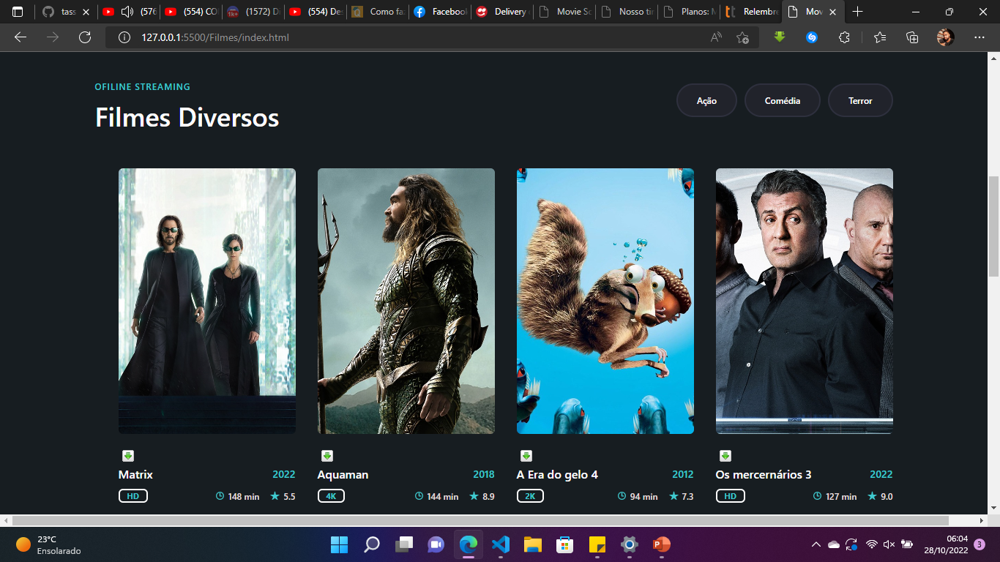 tass
(576
(554) CO
(1572) D
(554) De
Como fa
Facebook
Delivery
Movie Sc
Nosso tir
Planos: M
Relembre
Mov
127.0.0.1:5500/Filmes/index.html
OFILINE STREAMING
Filmes Diversos
Ação
Comédia
Terror
Matrix 2022
HD 148 min 5.5
Aquaman 2018
4K 144 min 8.9
A Era do gelo 4 2012
2K 94 min 7.3
Os mercernários 3 2022
HD 127 min 9.0
23°C
Ensolarado
06:04
28/10/2022
3